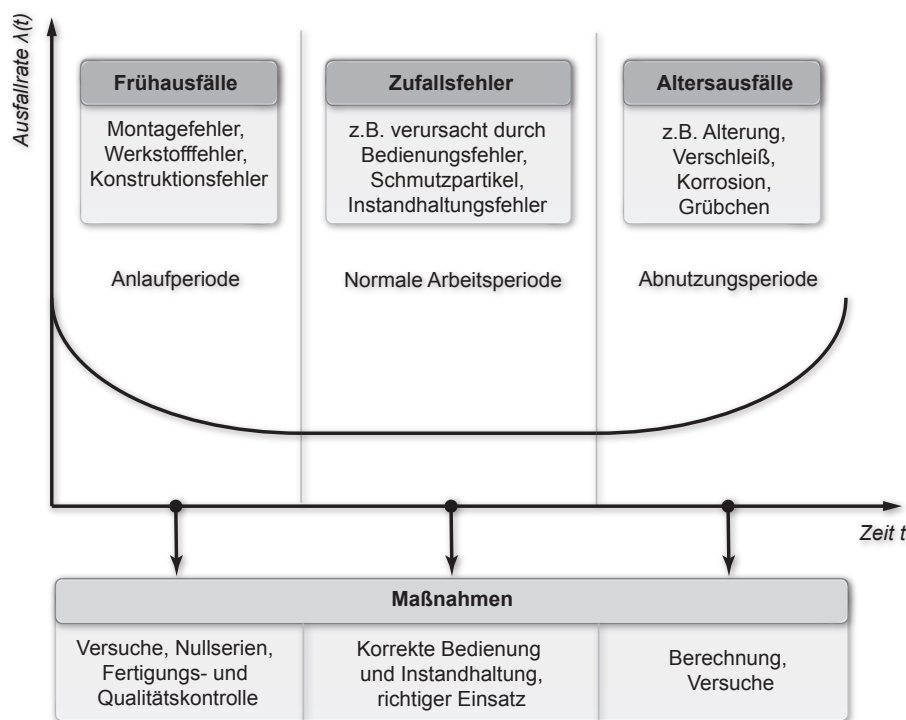 Ausfallrate λ(t)
Frühausfälle
Montagefehler,
Werkstofffehler,
Konstruktionsfehler
Zufallsfehler
z.B. verursacht durch
Bedienungsfehler,
Schmutzpartikel,
Instandhaltungsfehler
Altersausfälle
z.B. Alterung,
Verschleiß,
Korrosion,
Grübchen
Anlaufperiode
Normale Arbeitsperiode
Abnutzungsperiode
Zeit t
Maßnahmen
Versuche, Nullserien,
Fertigungs- und
Qualitätskontrolle
Korrekte Bedienung
und Instandhaltung,
richtiger Einsatz
Berechnung,
Versuche